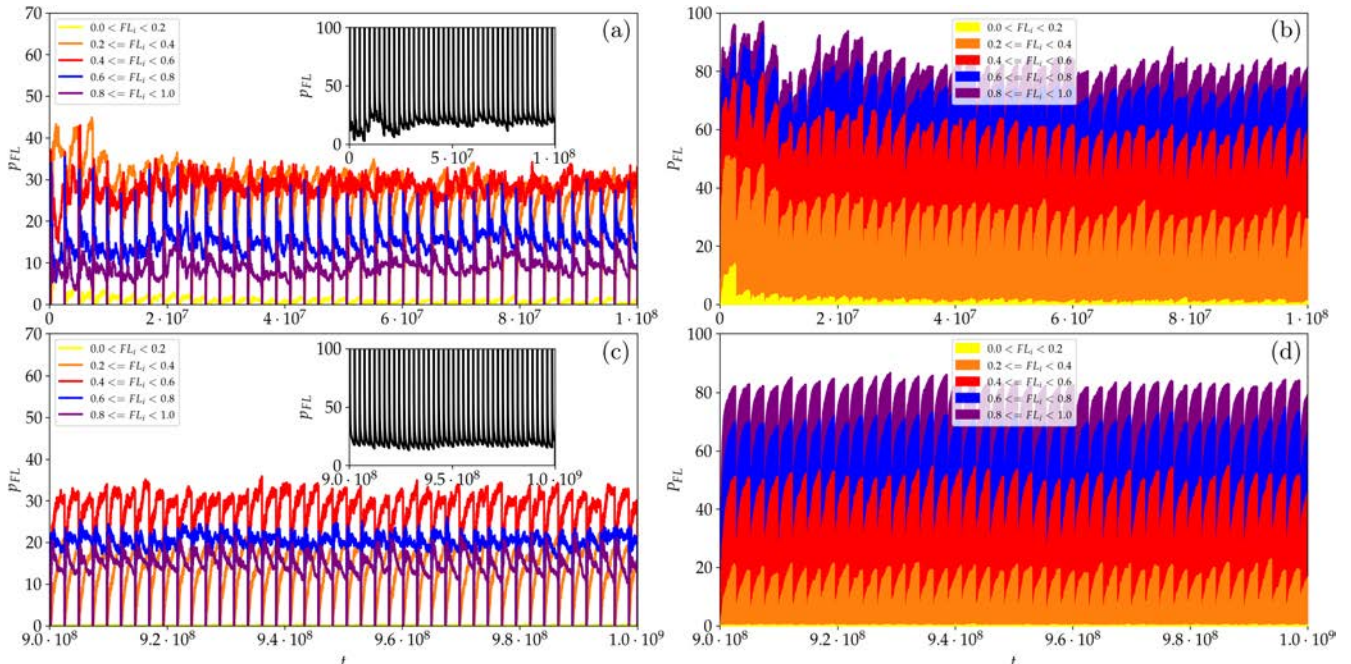 (a)
70
60
50
40
30
20
10
0
p_{FL}
0.0 < FL_i < 0.2
0.2 <= FL_i < 0.4
0.4 <= FL_i < 0.6
0.6 <= FL_i < 0.8
0.8 <= FL_i < 1.0
100
50
0
p_{FL}
0
5 · 10^7
1 · 10^8
0
2 · 10^7
4 · 10^7
6 · 10^7
8 · 10^7
1 · 10^8
(b)
100
80
60
40
20
0
P_{FL}
0.0 < FL_i < 0.2
0.2 <= FL_i < 0.4
0.4 <= FL_i < 0.6
0.6 <= FL_i < 0.8
0.8 <= FL_i < 1.0
0
2 · 10^7
4 · 10^7
6 · 10^7
8 · 10^7
1 · 10^8
(c)
70
60
50
40
30
20
10
0
p_{FL}
0.0 < FL_i < 0.2
0.2 <= FL_i < 0.4
0.4 <= FL_i < 0.6
0.6 <= FL_i < 0.8
0.8 <= FL_i < 1.0
100
50
0
p_{FL}
9.0 · 10^8
9.5 · 10^8
1.0 · 10^9
9.0 · 10^8
9.2 · 10^8
9.4 · 10^8
9.6 · 10^8
9.8 · 10^8
1.0 · 10^9
t
(d)
100
80
60
40
20
0
P_{FL}
0.0 < FL_i < 0.2
0.2 <= FL_i < 0.4
0.4 <= FL_i < 0.6
0.6 <= FL_i < 0.8
0.8 <= FL_i < 1.0
9.0 · 10^8
9.2 · 10^8
9.4 · 10^8
9.6 · 10^8
9.8 · 10^8
1.0 · 10^9
t